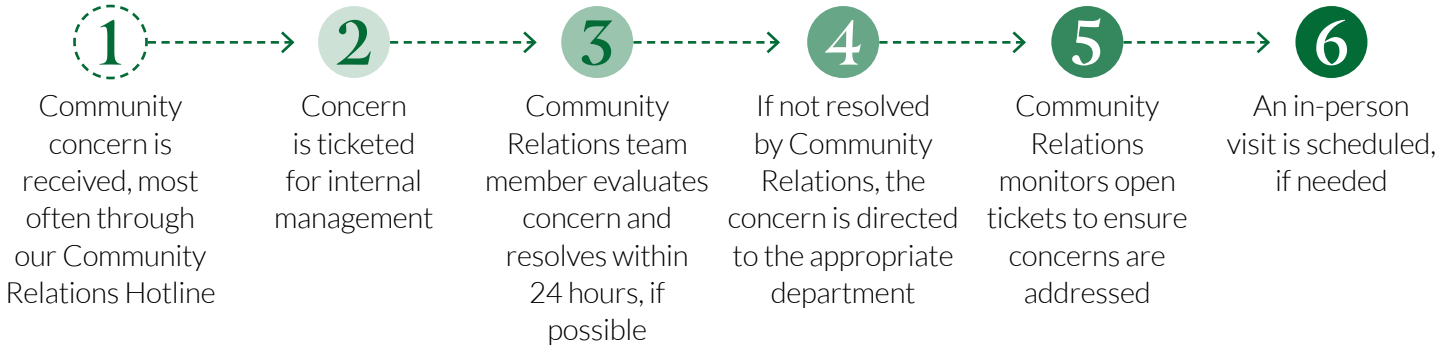 1
Community
concern is
received, most
often through
our Community
Relations Hotline
2
Concern
is ticketed
for internal
management
3
Community
Relations team
member evaluates
concern and
resolves within
24 hours, if
possible
4
If not resolved
by Community
Relations, the
concern is directed
to the appropriate
department
5
Community
Relations
monitors open
tickets to ensure
concerns are
addressed
6
An in-person
visit is scheduled,
if needed